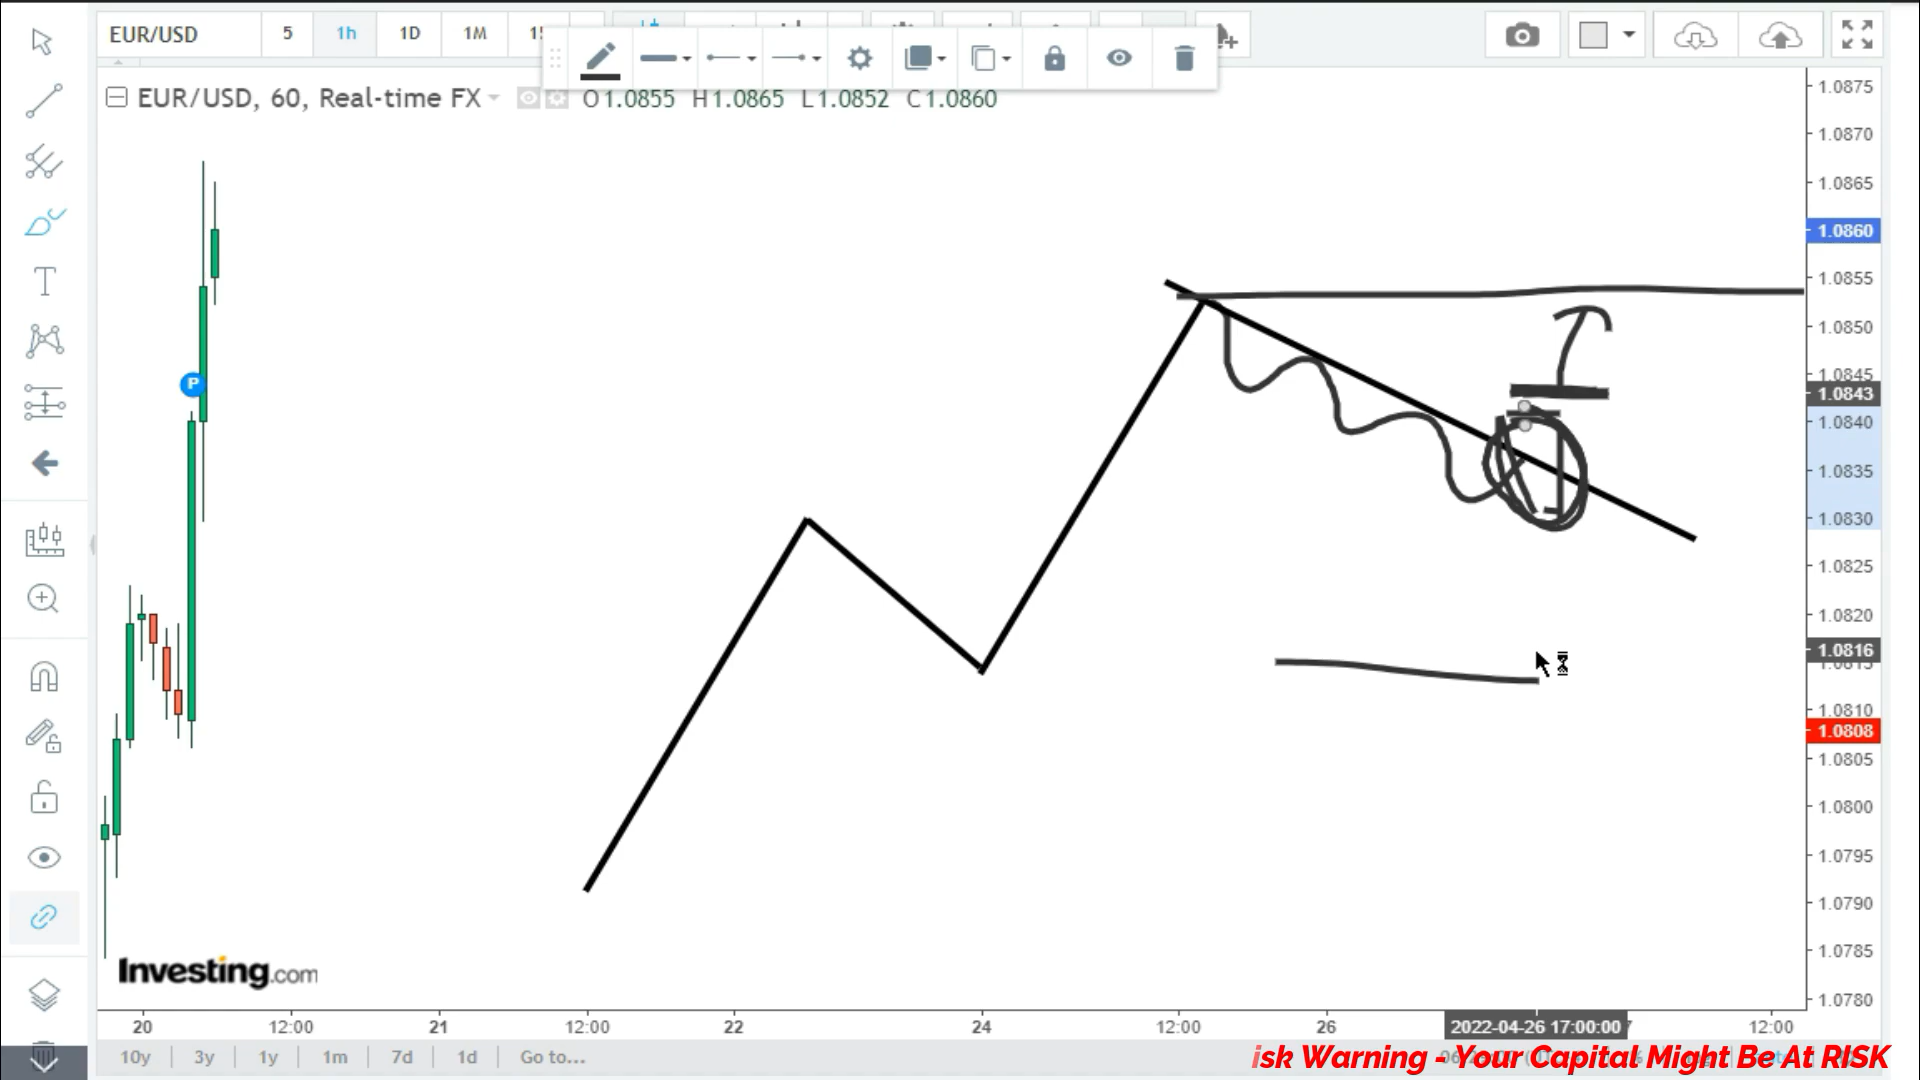 EUR/USD 5 1h 1D 1M
EUR/USD, 60, Real-time FX O1.0855 H1.0865 L1.0852 C1.0860
1.0875
1.0870
1.0865
1.0860
1.0855
1.0850
1.0845
1.0843
1.0840
1.0835
1.0830
1.0825
1.0820
1.0816
1.0810
1.0808
1.0805
1.0800
1.0795
1.0790
1.0785
1.0780
P
T
Investing.com
20 12:00 21 12:00 22 24 12:00 26 2022-04-26 17:00:00 12:00
10y 3y 1y 1m 7d 1d Go to...
isk Warning - Your Capital Might Be At RISK